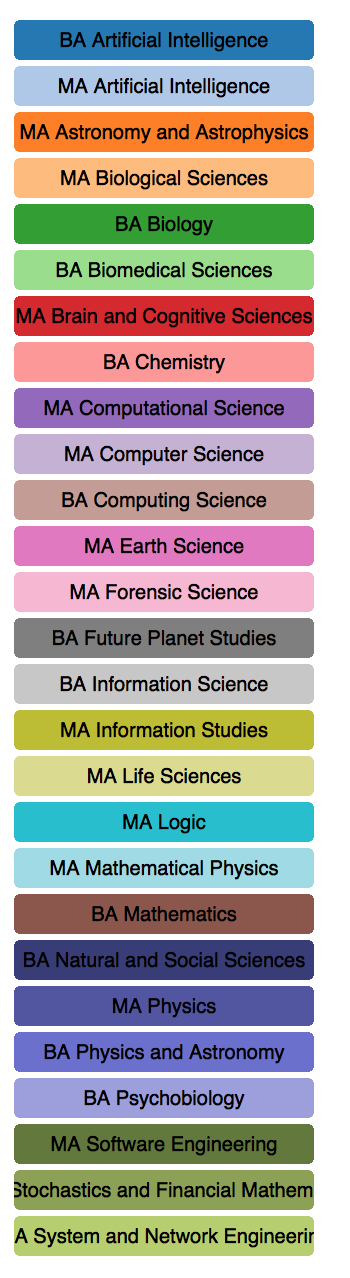 BA Artificial Intelligence
MA Artificial Intelligence
MA Astronomy and Astrophysics
MA Biological Sciences
BA Biology
BA Biomedical Sciences
MA Brain and Cognitive Sciences
BA Chemistry
MA Computational Science
MA Computer Science
BA Computing Science
MA Earth Science
MA Forensic Science
BA Future Planet Studies
BA Information Science
MA Information Studies
MA Life Sciences
MA Logic
MA Mathematical Physics
BA Mathematics
BA Natural and Social Sciences
MA Physics
BA Physics and Astronomy
BA Psychobiology
MA Software Engineering
Stochastics and Financial Mathem
A System and Network Engineerin